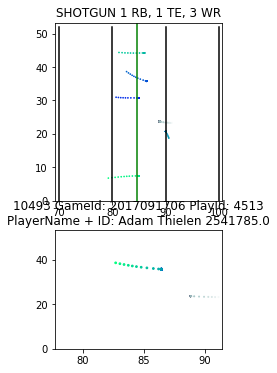 SHOTGUN 1 RB, 1 TE, 3 WR
50
40
30
20
10
0
70 80 90 100
10493 GameId: 2017091706 PlayId: 4513
PlayerName + ID: Adam Thielen 2541785.0
40
20
0
80 85 90